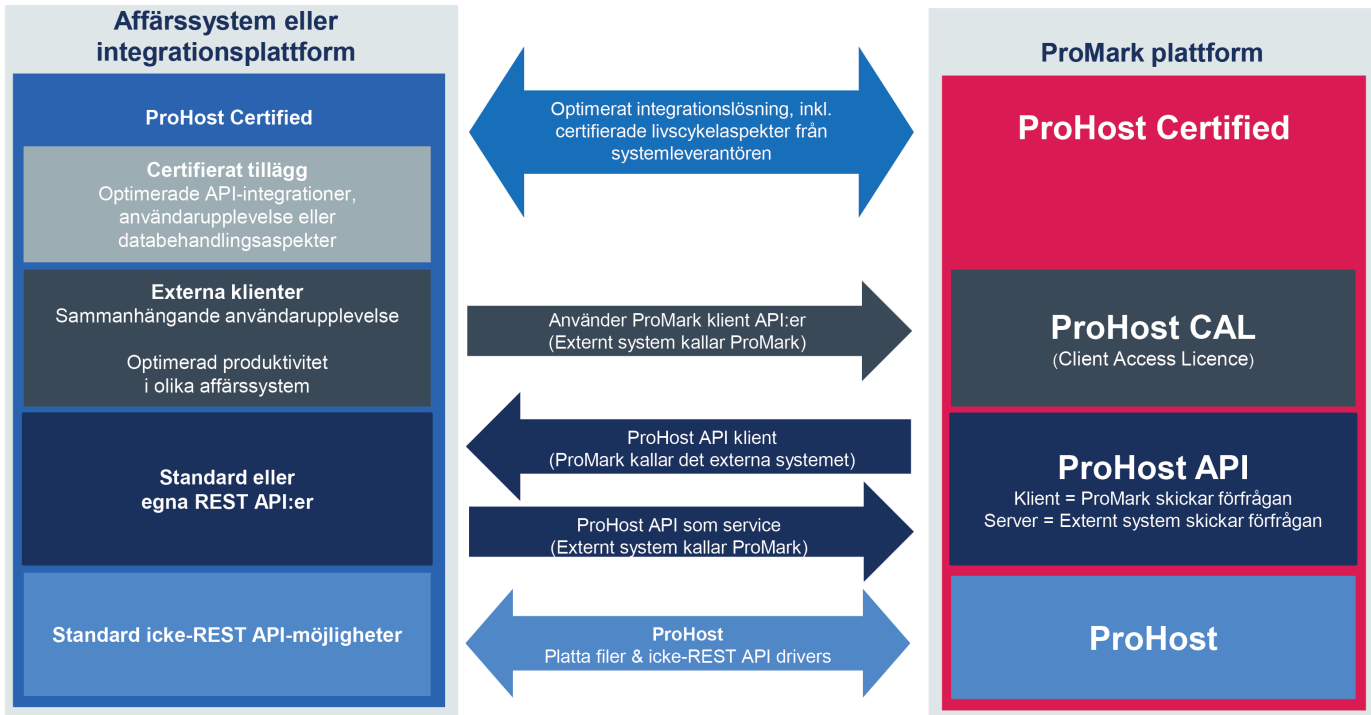 Affärssystem eller
integrationsplattform
ProHost Certified
Certifierat tillägg
Optimerade API-integrationer,
användarupplevelse eller
databehandlingsaspekter
Externa klienter
Sammanhängande användarupplevelse
Optimerad produktivitet
i olika affärssystem
Standard eller
egna REST API:er
Standard icke-REST API-möjligheter
Optimerat integrationslösning, inkl.
certifierade livscykelaspekter från
systemleverantören
Använder ProMark klient API:er
(Externt system kallar ProMark)
ProHost API klient
(ProMark kallar det externa systemet)
ProHost API som service
(Externt system kallar ProMark)
ProHost
Platta filer & icke-REST API drivers
ProMark plattform
ProHost Certified
ProHost CAL
(Client Access Licence)
ProHost API
Klient = ProMark skickar förfrågan
Server = Externt system skickar förfrågan
ProHost